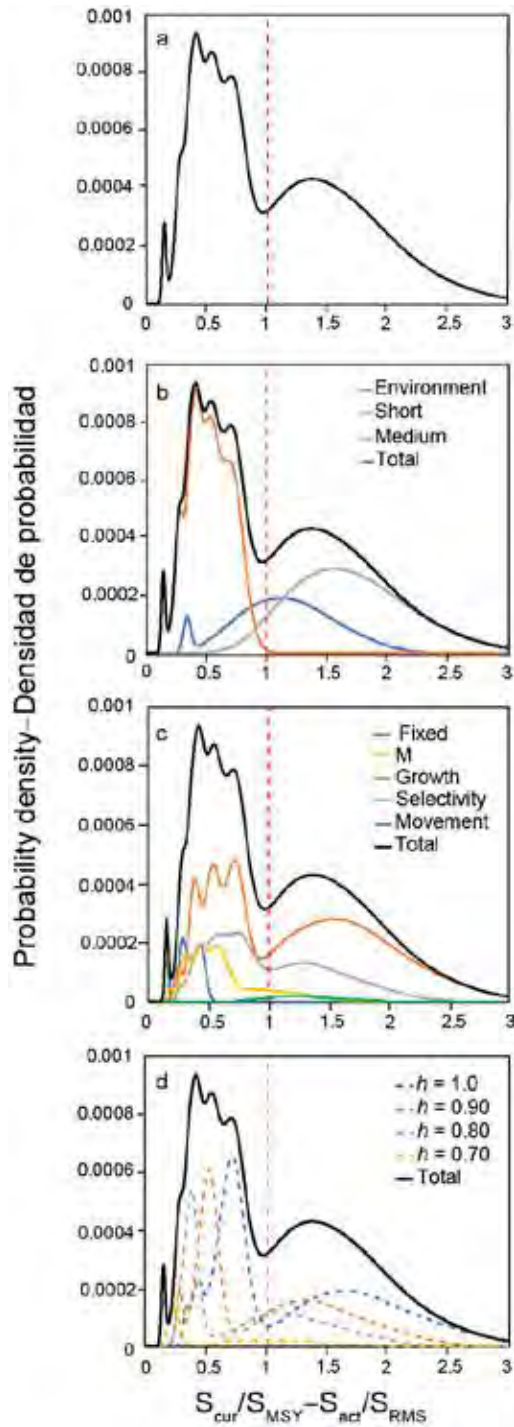 Probability density–Densidad de probabilidad
a
0.001
0.0008
0.0006
0.0004
0.0002
0
0 0.5 1 1.5 2 2.5 3
b
0.001
0.0008
0.0006
0.0004
0.0002
0
Environment
Short
Medium
Total
0 0.5 1 1.5 2 2.5 3
c
0.001
0.0008
0.0006
0.0004
0.0002
0
Fixed
M
Growth
Selectivity
Movement
Total
0 0.5 1 1.5 2 2.5 3
d
0.001
0.0008
0.0006
0.0004
0.0002
0
h = 1.0
h = 0.90
h = 0.80
h = 0.70
Total
0 0.5 1 1.5 2 2.5 3
S_cur/S_MSY–S_act/S_RMS